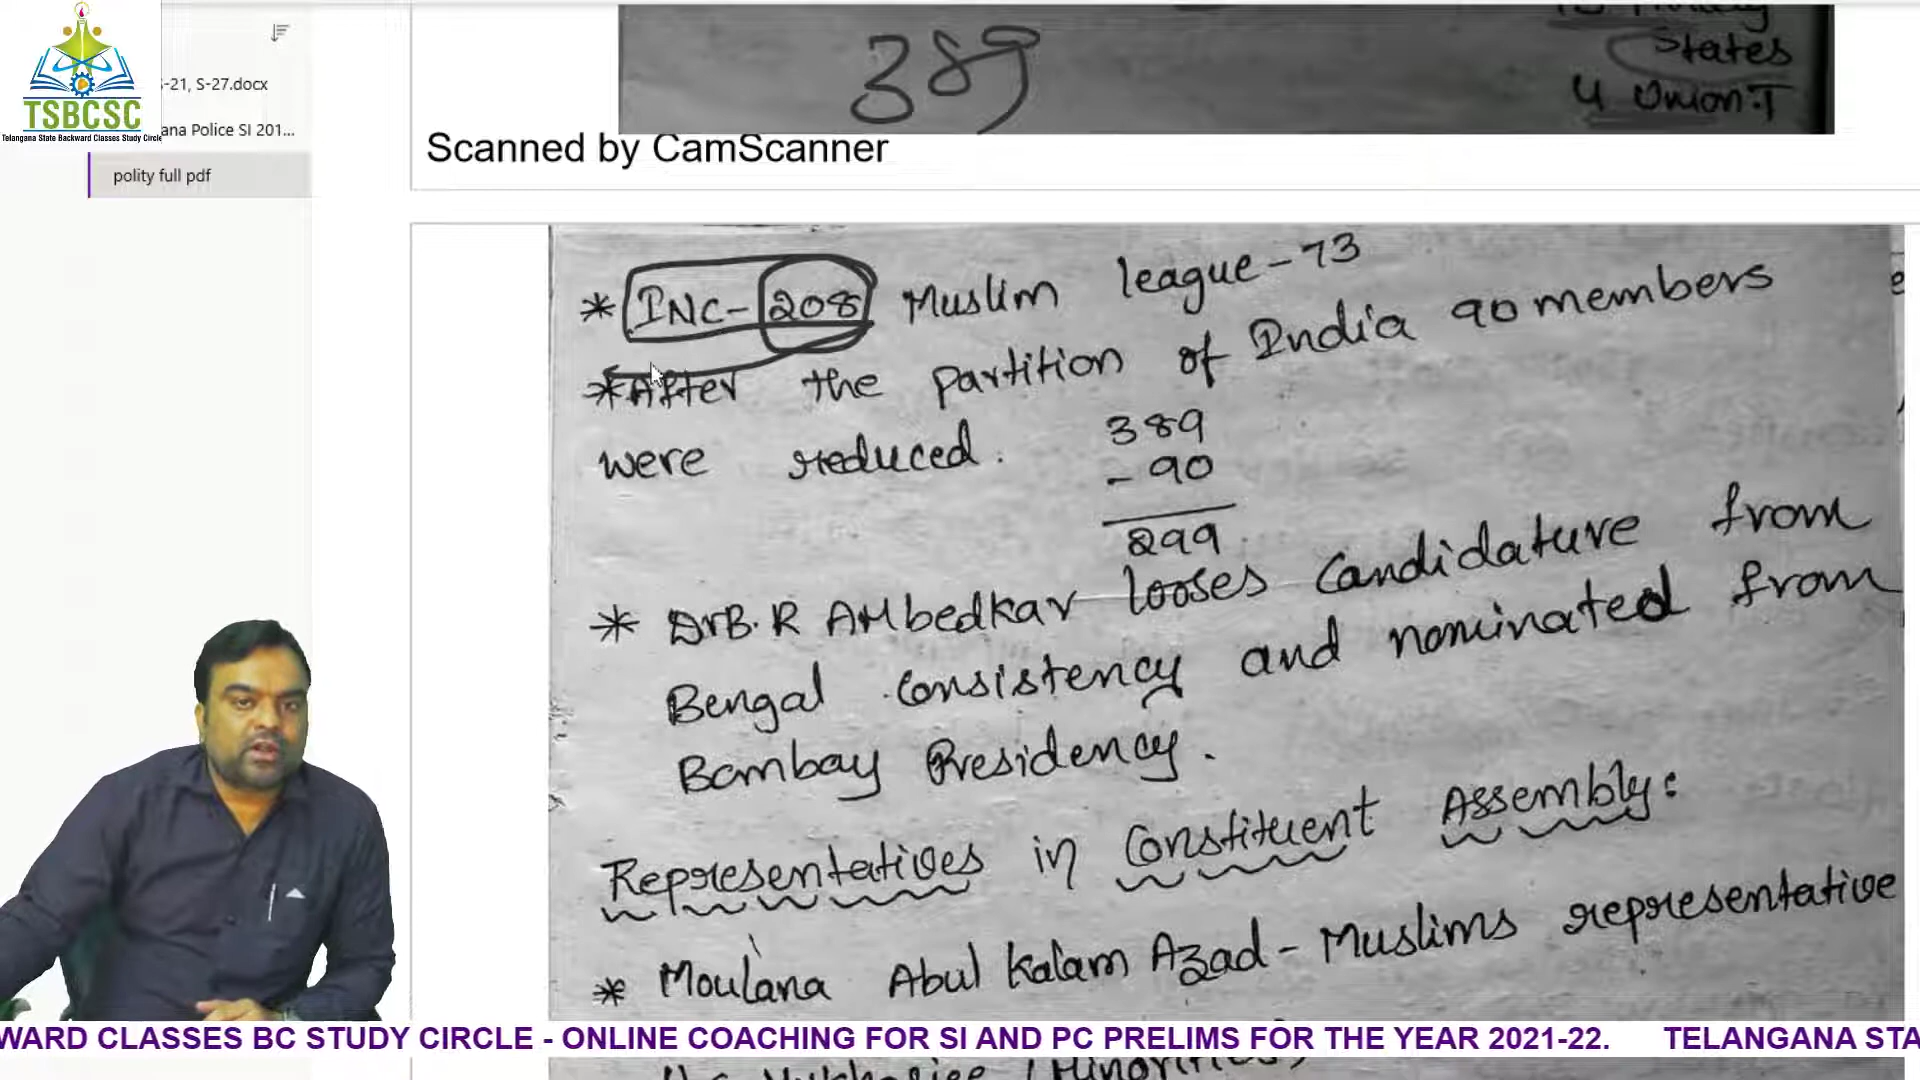 TSBCSC
Telangana State Backward Classes Study Circle
-21, S-27.docx
ana Police SI 201...
polity full pdf
389
States
4 Union.T
Scanned by CamScanner
* INC- 208 Muslim league - 73
* After the partition of India 90 members
were reduced. 389
- 90
299
* Dr B.R AMbedkar looses candidature from
Bengal consistency and nominated from
Bombay Presidency.
Representatives in Constituent Assembly:
* Moulana Abul Kalam Azad - Muslims representative
WARD CLASSES BC STUDY CIRCLE - ONLINE COACHING FOR SI AND PC PRELIMS FOR THE YEAR 2021-22. TELANGANA STA